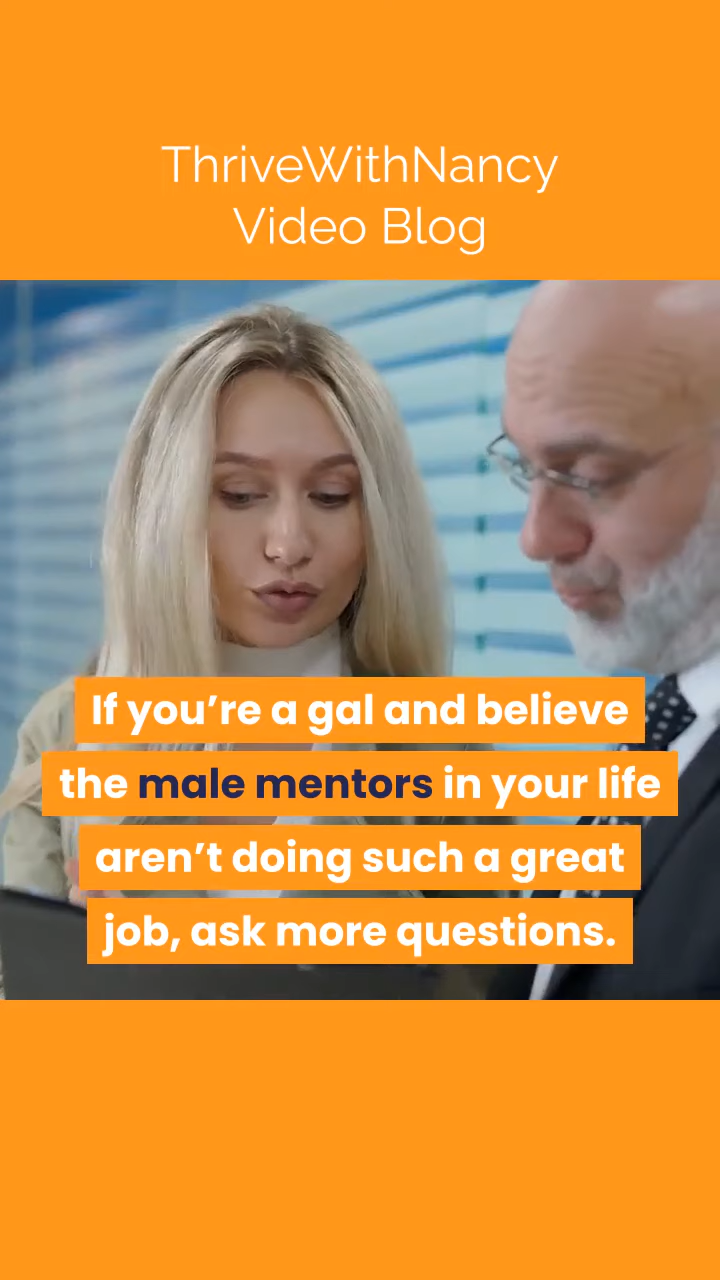 ThriveWithNancy
Video Blog
If you’re a gal and believe
the male mentors in your life
aren’t doing such a great
job, ask more questions.